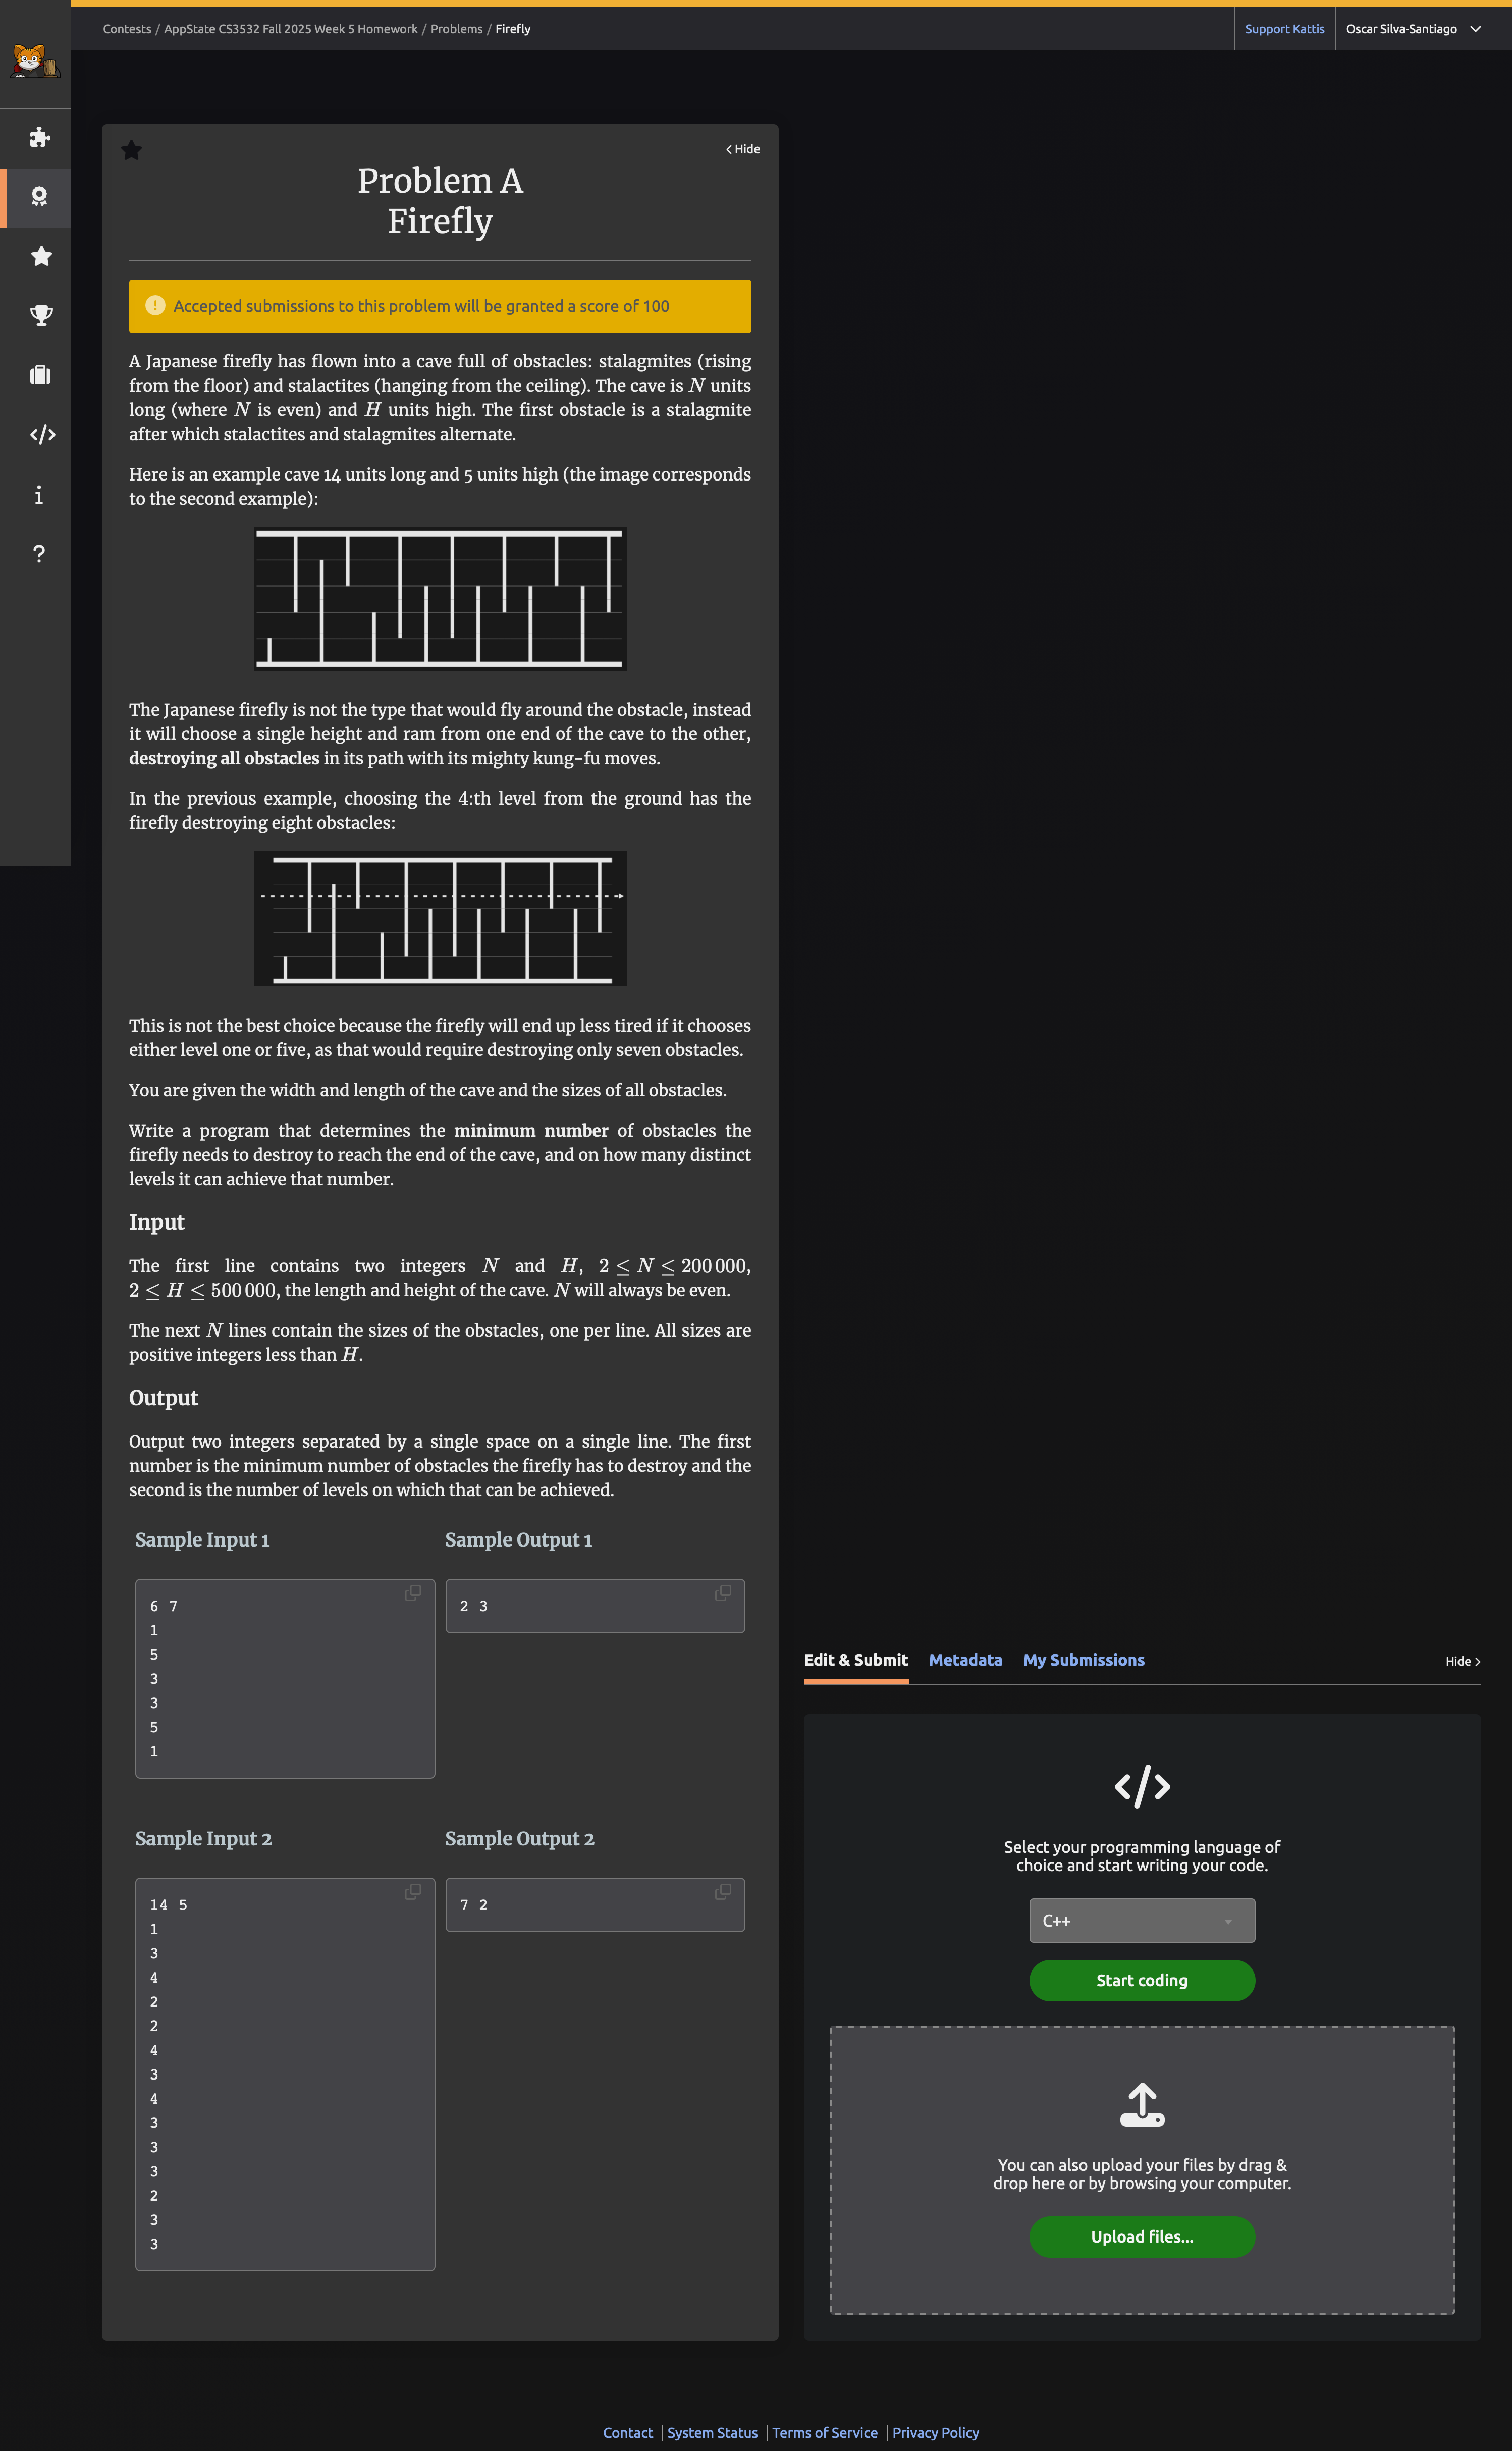 Contests / AppState CS3532 Fall 2025 Week 5 Homework / Problems / Firefly
Support Kattis
Oscar Silva-Santiago
Hide
Problem A
Firefly
Accepted submissions to this problem will be granted a score of 100
A Japanese firefly has flown into a cave full of obstacles: stalagmites (rising
from the floor) and stalactites (hanging from the ceiling). The cave is N units
long (where N is even) and H units high. The first obstacle is a stalagmite
after which stalactites and stalagmites alternate.
Here is an example cave 14 units long and 5 units high (the image corresponds
to the second example):
The Japanese firefly is not the type that would fly around the obstacle, instead
it will choose a single height and ram from one end of the cave to the other,
destroying all obstacles in its path with its mighty kung-fu moves.
In the previous example, choosing the 4:th level from the ground has the
firefly destroying eight obstacles:
This is not the best choice because the firefly will end up less tired if it chooses
either level one or five, as that would require destroying only seven obstacles.
You are given the width and length of the cave and the sizes of all obstacles.
Write a program that determines the minimum number of obstacles the
firefly needs to destroy to reach the end of the cave, and on how many distinct
levels it can achieve that number.
Input
The first line contains two integers N and H, 2 ≤ N ≤ 200 000,
2 ≤ H ≤ 500 000, the length and height of the cave. N will always be even.
The next N lines contain the sizes of the obstacles, one per line. All sizes are
positive integers less than H.
Output
Output two integers separated by a single space on a single line. The first
number is the minimum number of obstacles the firefly has to destroy and the
second is the number of levels on which that can be achieved.
Sample Input 1
6 7
1
5
3
3
5
1
Sample Output 1
2 3
Sample Input 2
14 5
1
3
4
2
2
4
3
4
3
3
3
2
3
3
Sample Output 2
7 2
Edit & Submit
Metadata
My Submissions
Hide
Select your programming language of
choice and start writing your code.
C++
Start coding
You can also upload your files by drag &
drop here or by browsing your computer.
Upload files...
Contact | System Status | Terms of Service | Privacy Policy